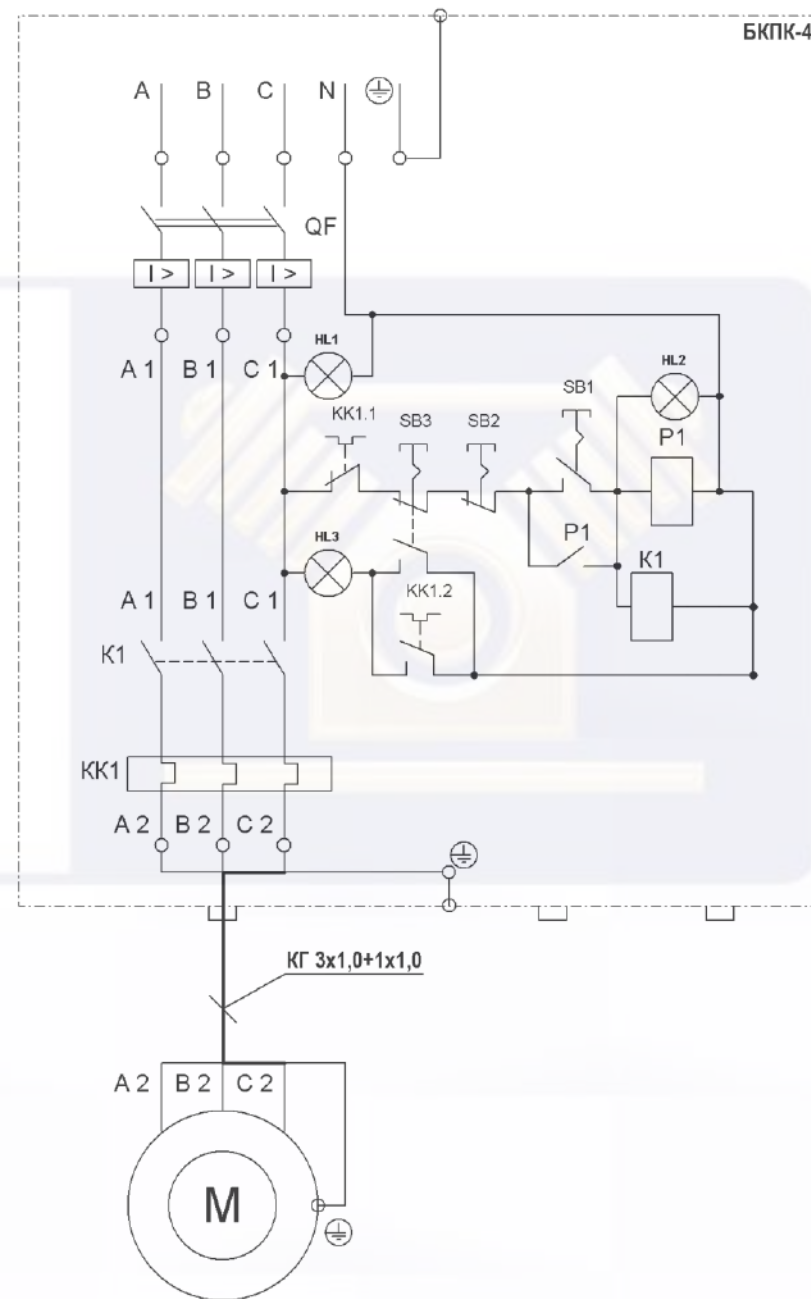 БКПК-4
A B C N
QF
I > I > I >
HL1
A 1 B 1 C 1
HL2
SB1
KK1.1 SB3 SB2
P1
P1
HL3
K1
KK1.2
A 1 B 1 C 1
K1
KK1
A 2 B 2 C 2
КГ 3х1,0+1х1,0
A 2 B 2 C 2
M